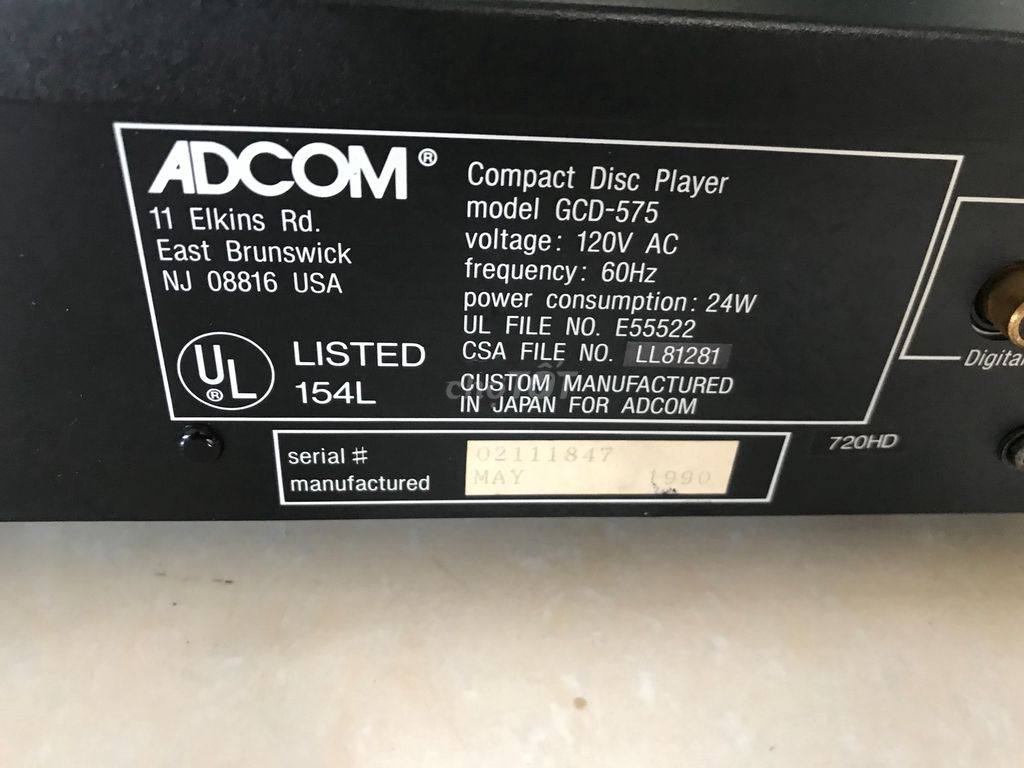 ADCOM®
11 Elkins Rd.
East Brunswick
NJ 08816 USA
UL® LISTED
154L
Compact Disc Player
model GCD-575
voltage: 120V AC
frequency: 60Hz
power consumption: 24W
UL FILE NO. E55522
CSA FILE NO. LL81281
CUSTOM MANUFACTURED
IN JAPAN FOR ADCOM
chợTỐT
Digital
720HD
serial # 02111847
manufactured MAY 1990